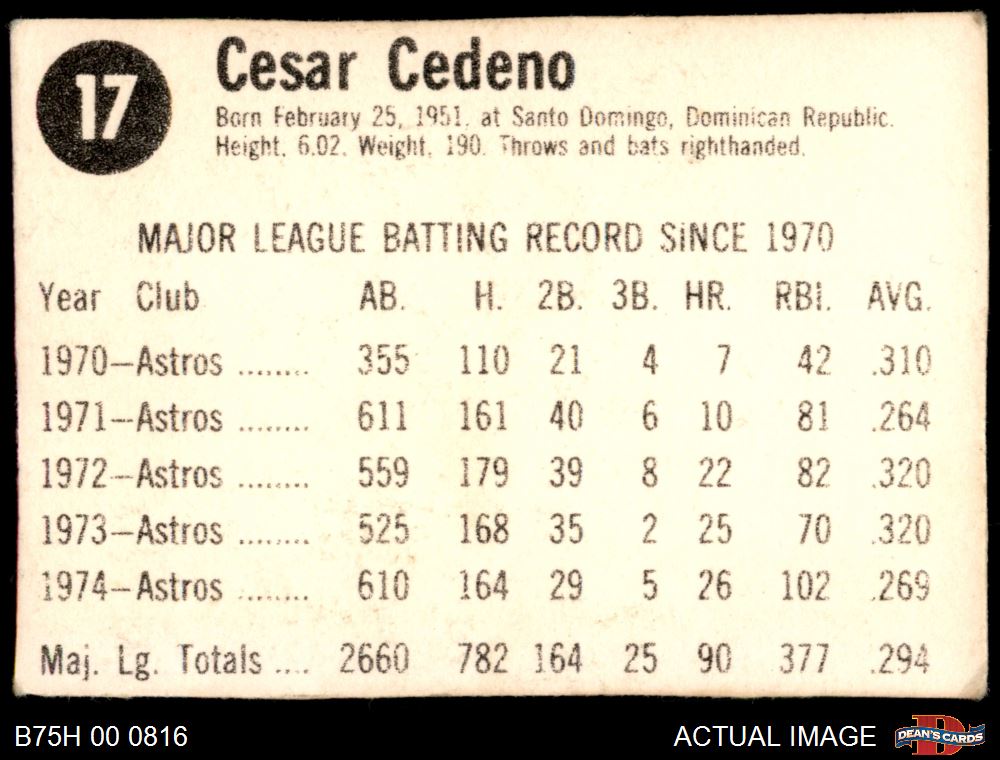 17
Cesar Cedeno
Born February 25, 1951. at Santo Domingo, Dominican Republic.
Height. 6.02. Weight. 190. Throws and bats righthanded.
MAJOR LEAGUE BATTING RECORD SINCE 1970
Year Club AB. H. 2B. 3B. HR. RBI. AVG.
1970—Astros ........ 355 110 21 4 7 42 .310
1971—Astros ........ 611 161 40 6 10 81 .264
1972—Astros ........ 559 179 39 8 22 82 .320
1973—Astros ........ 525 168 35 2 25 70 .320
1974—Astros ........ 610 164 29 5 26 102 .269
Maj. Lg. Totals .... 2660 782 164 25 90 377 .294
B75H 00 0816 ACTUAL IMAGE D DEAN'S CARDS